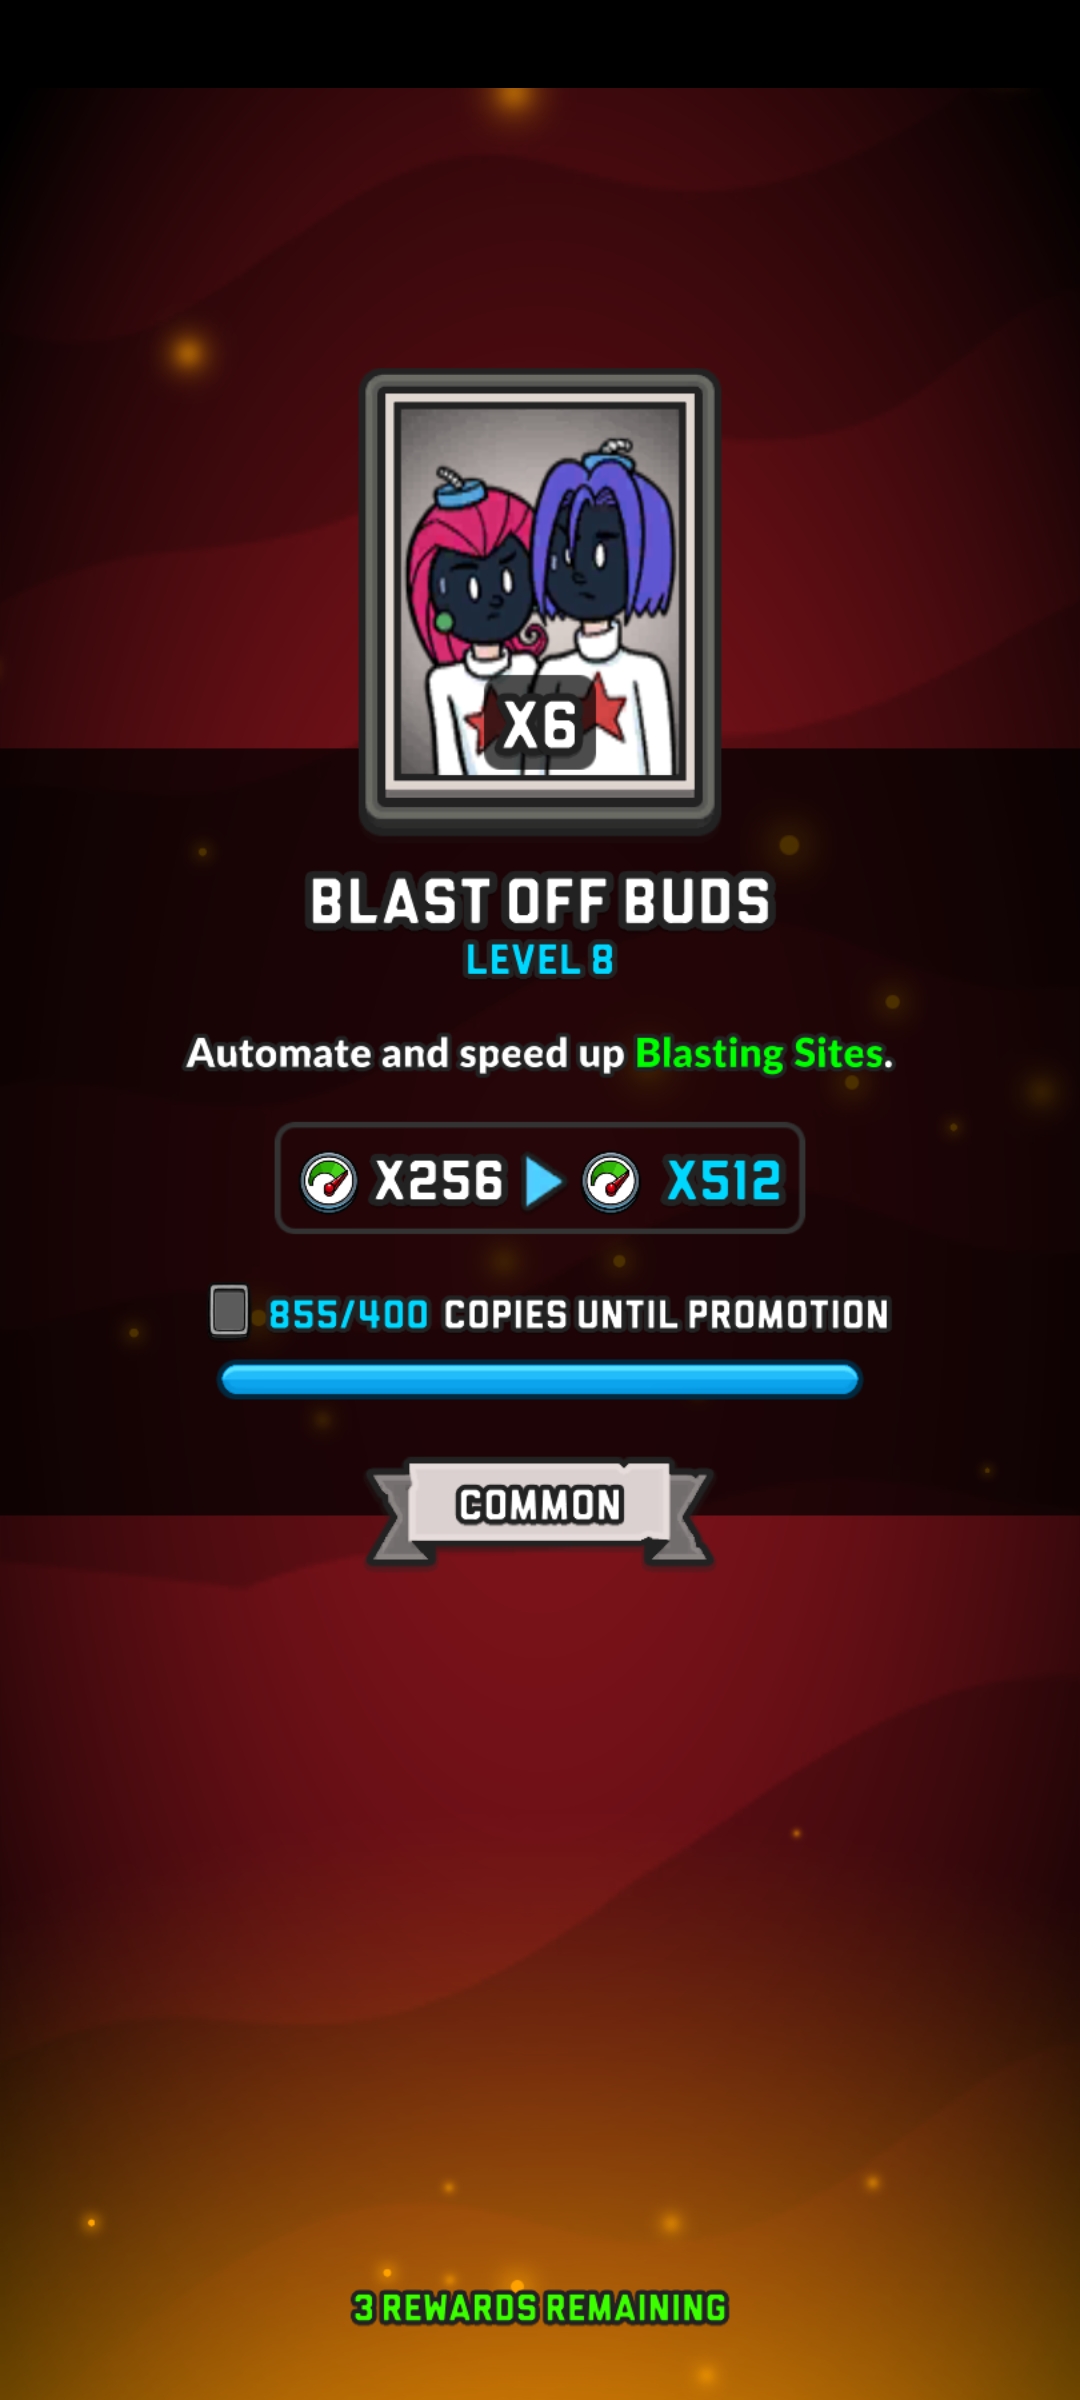 X6
BLAST OFF BUDS
LEVEL 8
Automate and speed up Blasting Sites.
X256 X512
855/400 COPIES UNTIL PROMOTION
COMMON
3 REWARDS REMAINING